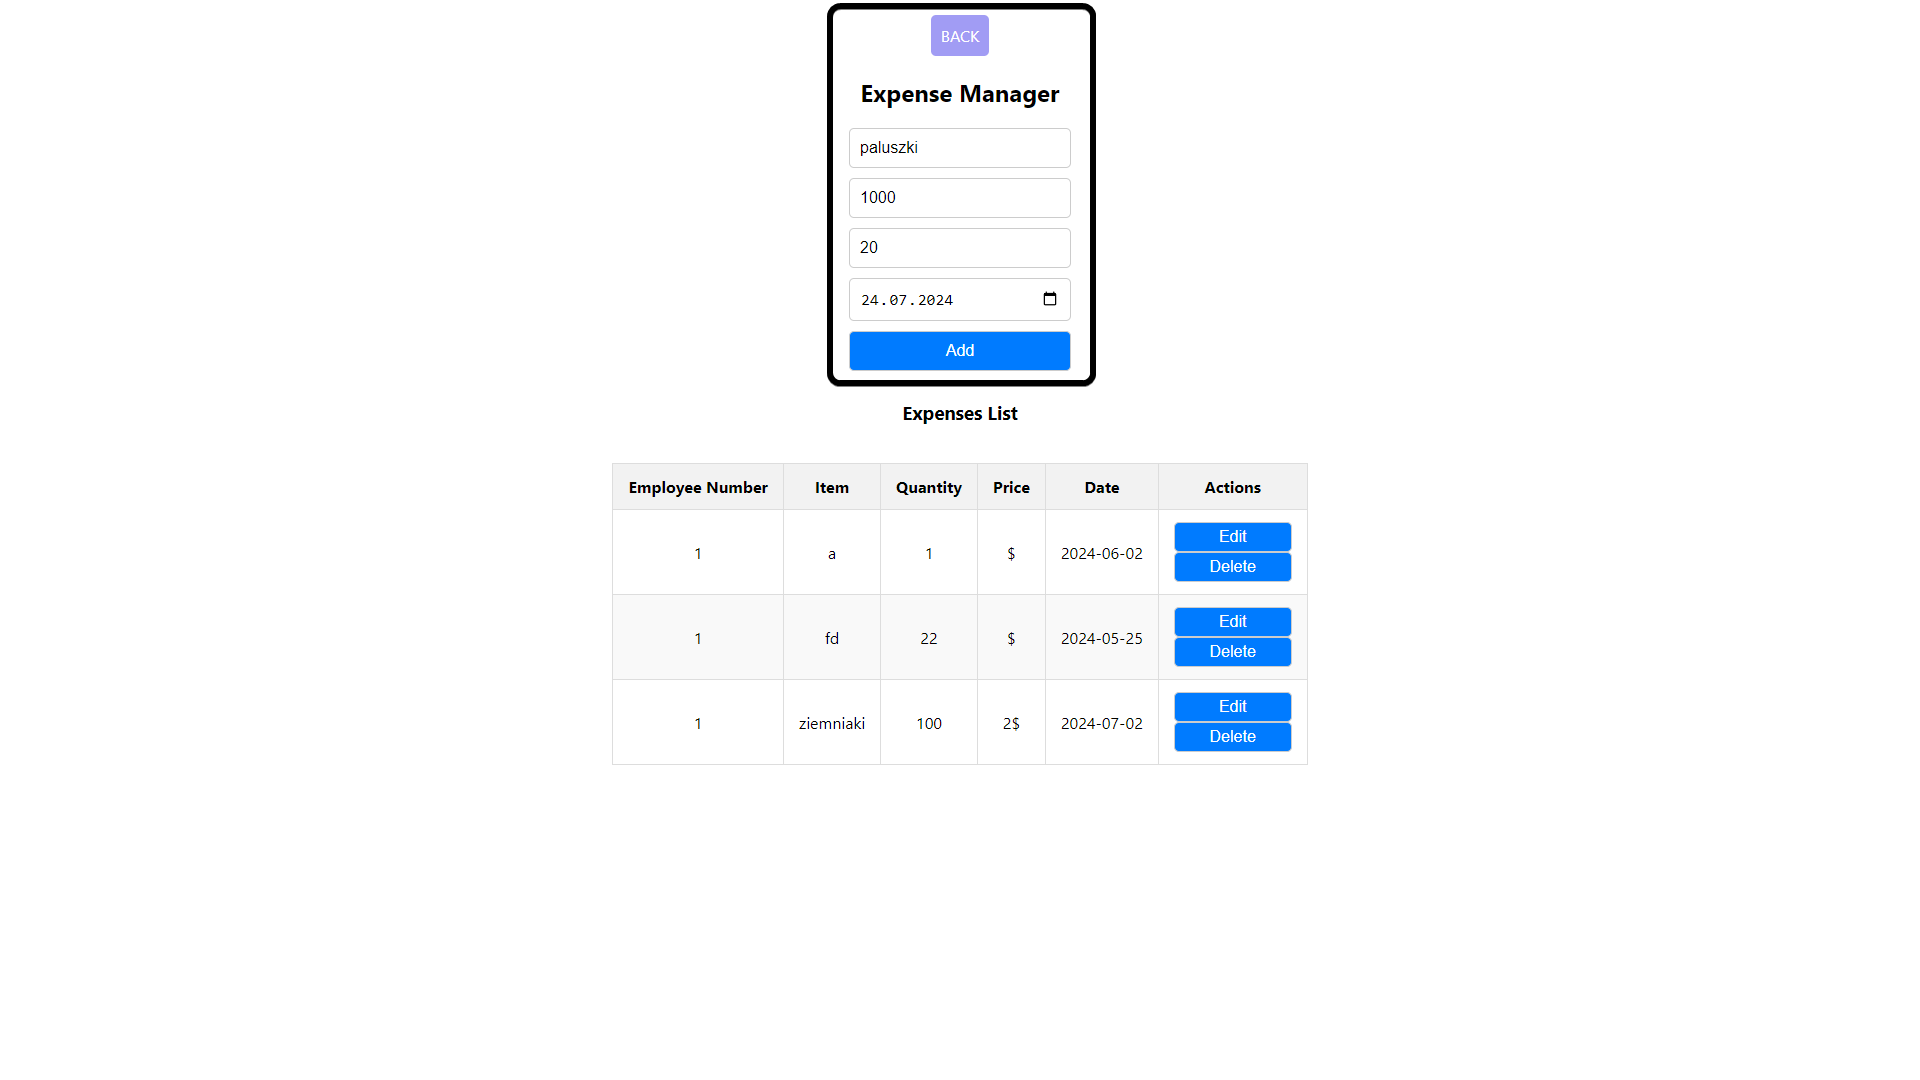 BACK
Expense Manager
paluszki
1000
20
24.07.2024
Add
Expenses List
Employee Number Item Quantity Price Date Actions
1 a 1 $ 2024-06-02 Edit
Delete
1 fd 22 $ 2024-05-25 Edit
Delete
1 ziemniaki 100 2$ 2024-07-02 Edit
Delete